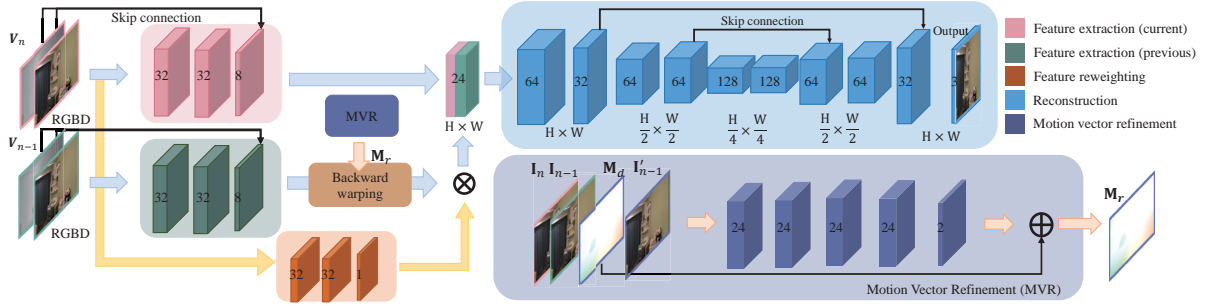 Skip connection
V_n
32 32 8
RGBD
V_{n-1}
32 32 8
RGBD
32 32 1
MVR
M_r
Backward warping
24
H × W
⊗
Skip connection
Output
64 32 64 64 128 128 64 64 32 3
H × W
H/2 × W/2
H/4 × W/4
H/2 × W/2
H × W
Feature extraction (current)
Feature extraction (previous)
Feature reweighting
Reconstruction
Motion vector refinement
I_n I_{n-1} M_d I'_{n-1}
24 24 24 24 2
⊕
M_r
Motion Vector Refinement (MVR)